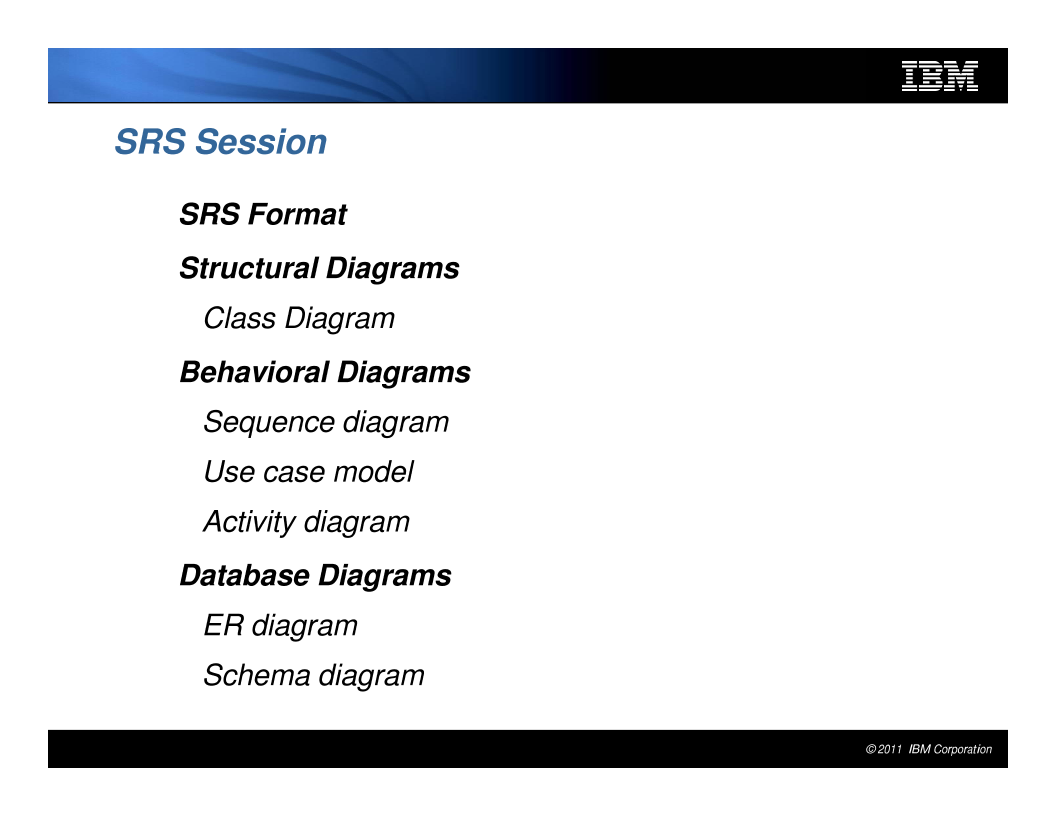 IBM
SRS Session
SRS Format
Structural Diagrams
Class Diagram
Behavioral Diagrams
Sequence diagram
Use case model
Activity diagram
Database Diagrams
ER diagram
Schema diagram
© 2011 IBM Corporation